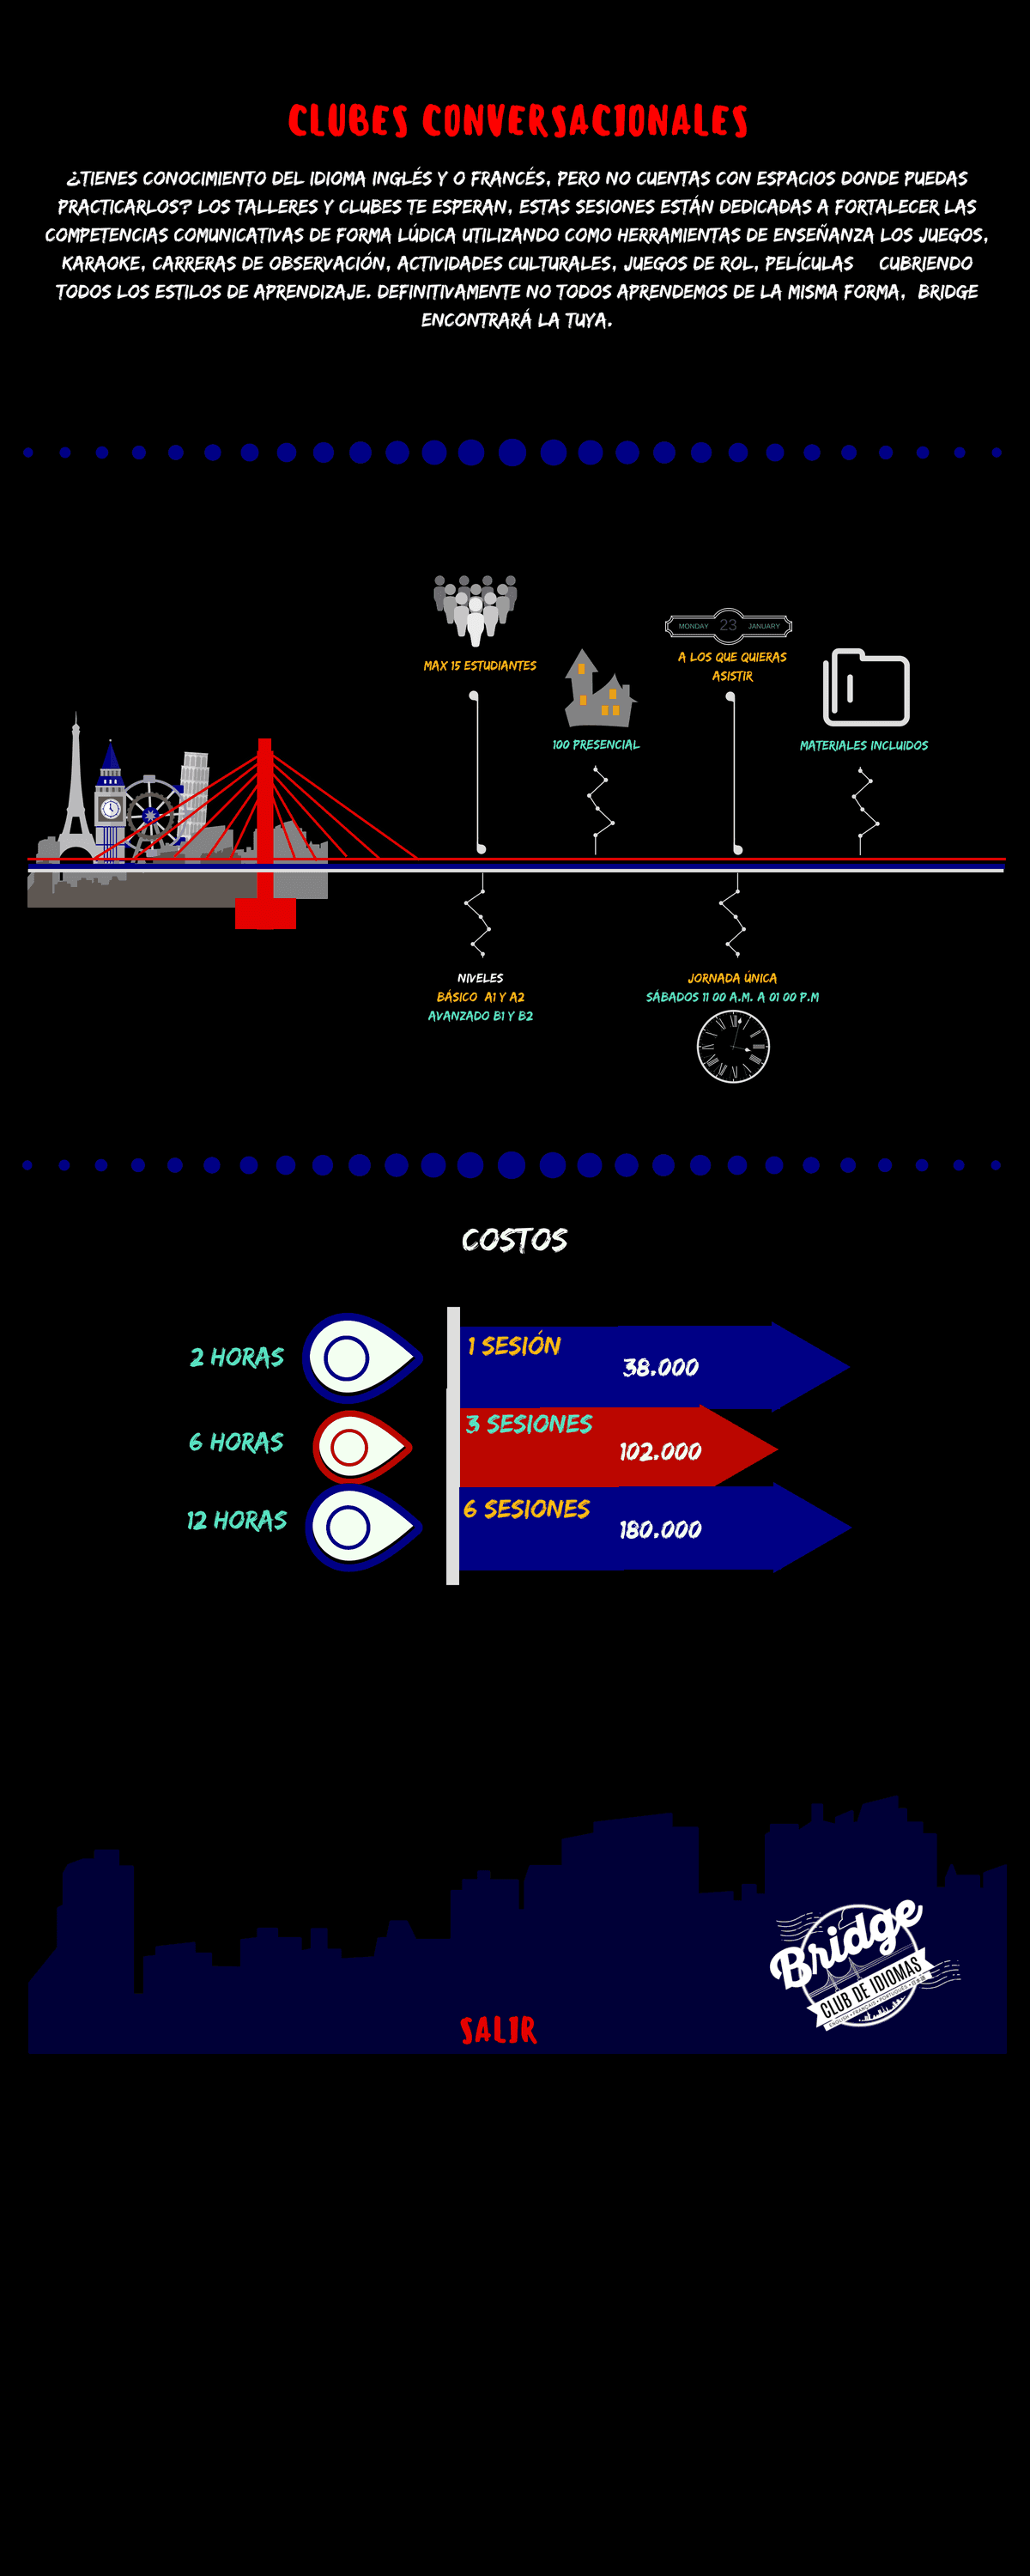 CLUBES CONVERSACIONALES
¿TIENES CONOCIMIENTO DEL IDIOMA INGLÉS Y O FRANCÉS, PERO NO CUENTAS CON ESPACIOS DONDE PUEDAS
PRACTICARLOS? LOS TALLERES Y CLUBES TE ESPERAN, ESTAS SESIONES ESTÁN DEDICADAS A FORTALECER LAS
COMPETENCIAS COMUNICATIVAS DE FORMA LÚDICA UTILIZANDO COMO HERRAMIENTAS DE ENSEÑANZA LOS JUEGOS,
KARAOKE, CARRERAS DE OBSERVACIÓN, ACTIVIDADES CULTURALES, JUEGOS DE ROL, PELÍCULAS CUBRIENDO
TODOS LOS ESTILOS DE APRENDIZAJE. DEFINITIVAMENTE NO TODOS APRENDEMOS DE LA MISMA FORMA, BRIDGE
ENCONTRARÁ LA TUYA.
MAX 15 ESTUDIANTES
100 PRESENCIAL
MONDAY 23 JANUARY
A LOS QUE QUIERAS
ASISTIR
MATERIALES INCLUIDOS
NIVELES
BÁSICO A1 Y A2
AVANZADO B1 Y B2
JORNADA ÚNICA
SÁBADOS 11 00 A.M. A 01 00 P.M
COSTOS
2 HORAS
1 SESIÓN
38.000
6 HORAS
3 SESIONES
102.000
12 HORAS
6 SESIONES
180.000
Bridge
CLUB DE IDIOMAS
SALIR